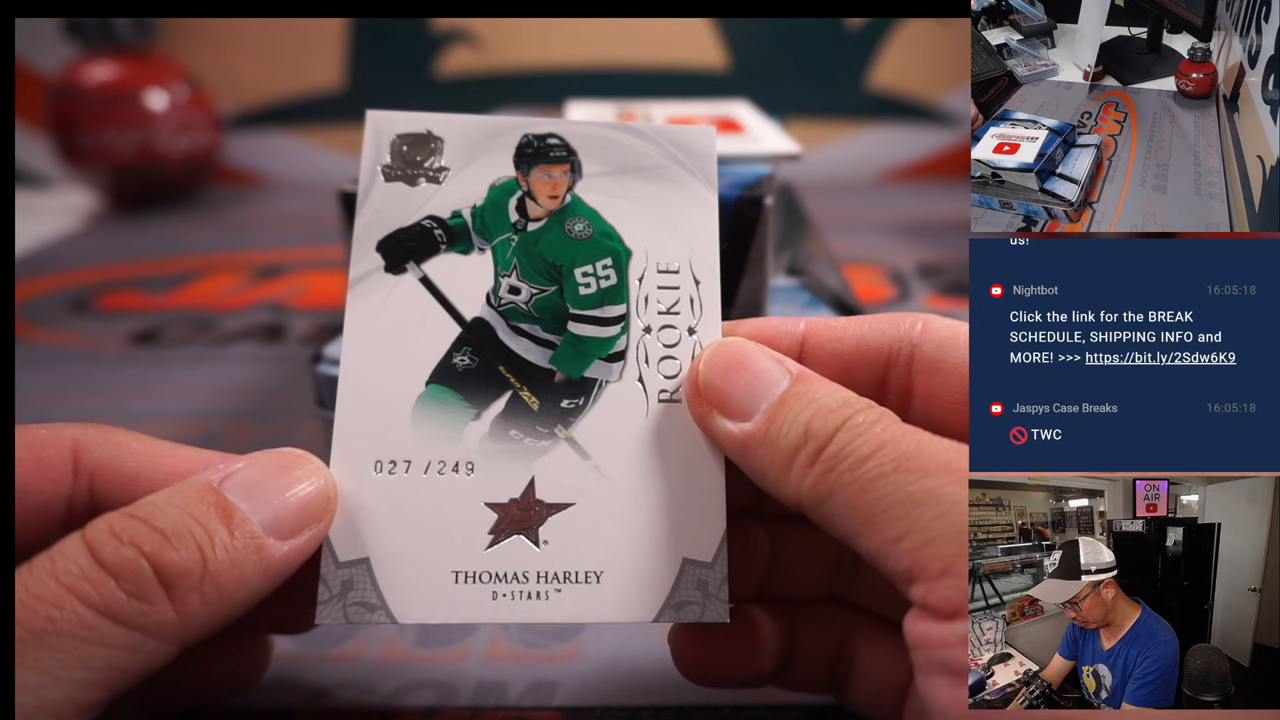 55
ROOKIE
027 /249
THOMAS HARLEY
D★STARS™
us!
Nightbot
16:05:18
Click the link for the BREAK
SCHEDULE, SHIPPING INFO and
MORE! >>> https://bit.ly/2Sdw6K9
Jaspys Case Breaks
16:05:18
TWC
ON
AIR